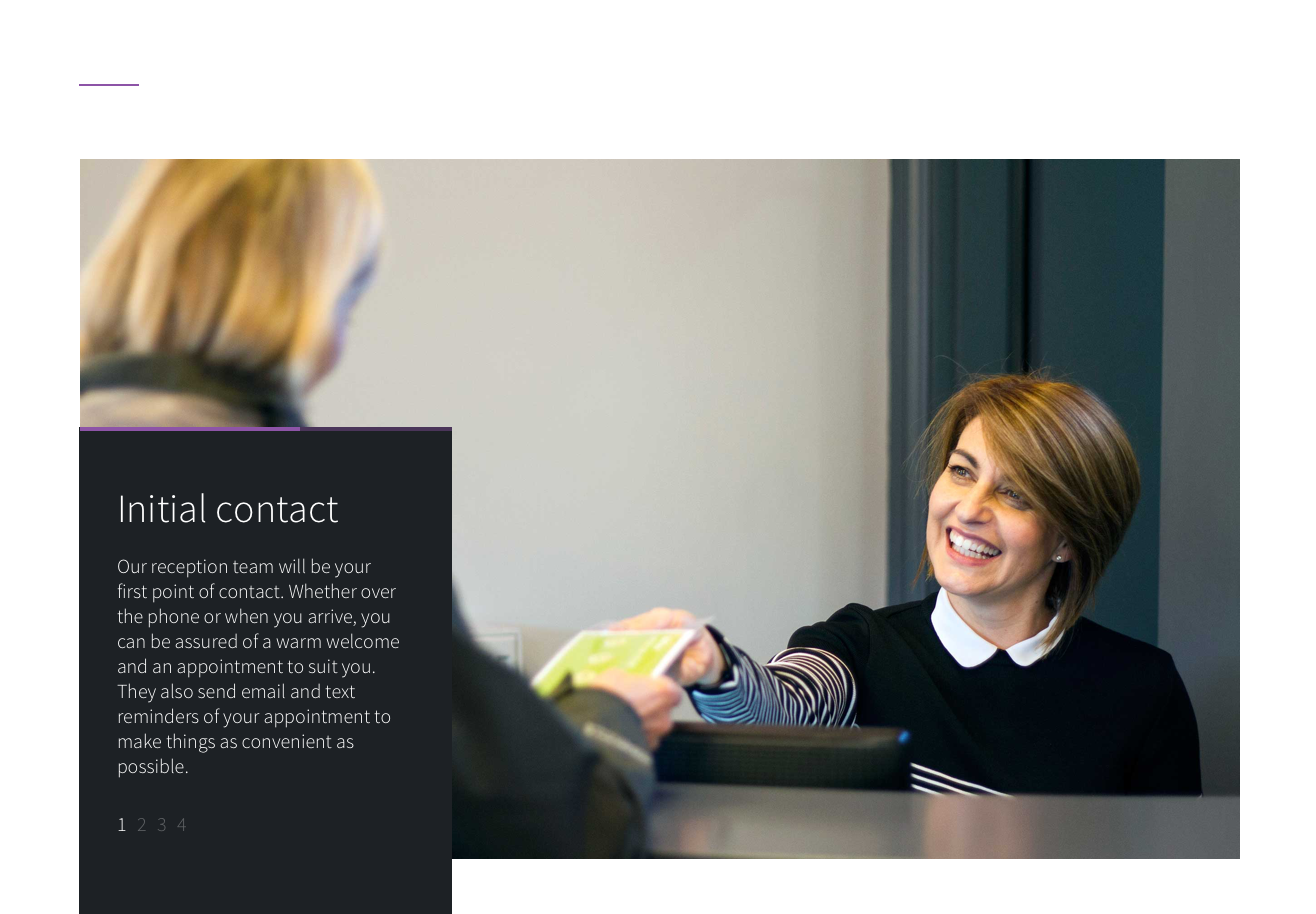 Initial contact
Our reception team will be your
first point of contact. Whether over
the phone or when you arrive, you
can be assured of a warm welcome
and an appointment to suit you.
They also send email and text
reminders of your appointment to
make things as convenient as
possible.
1 2 3 4